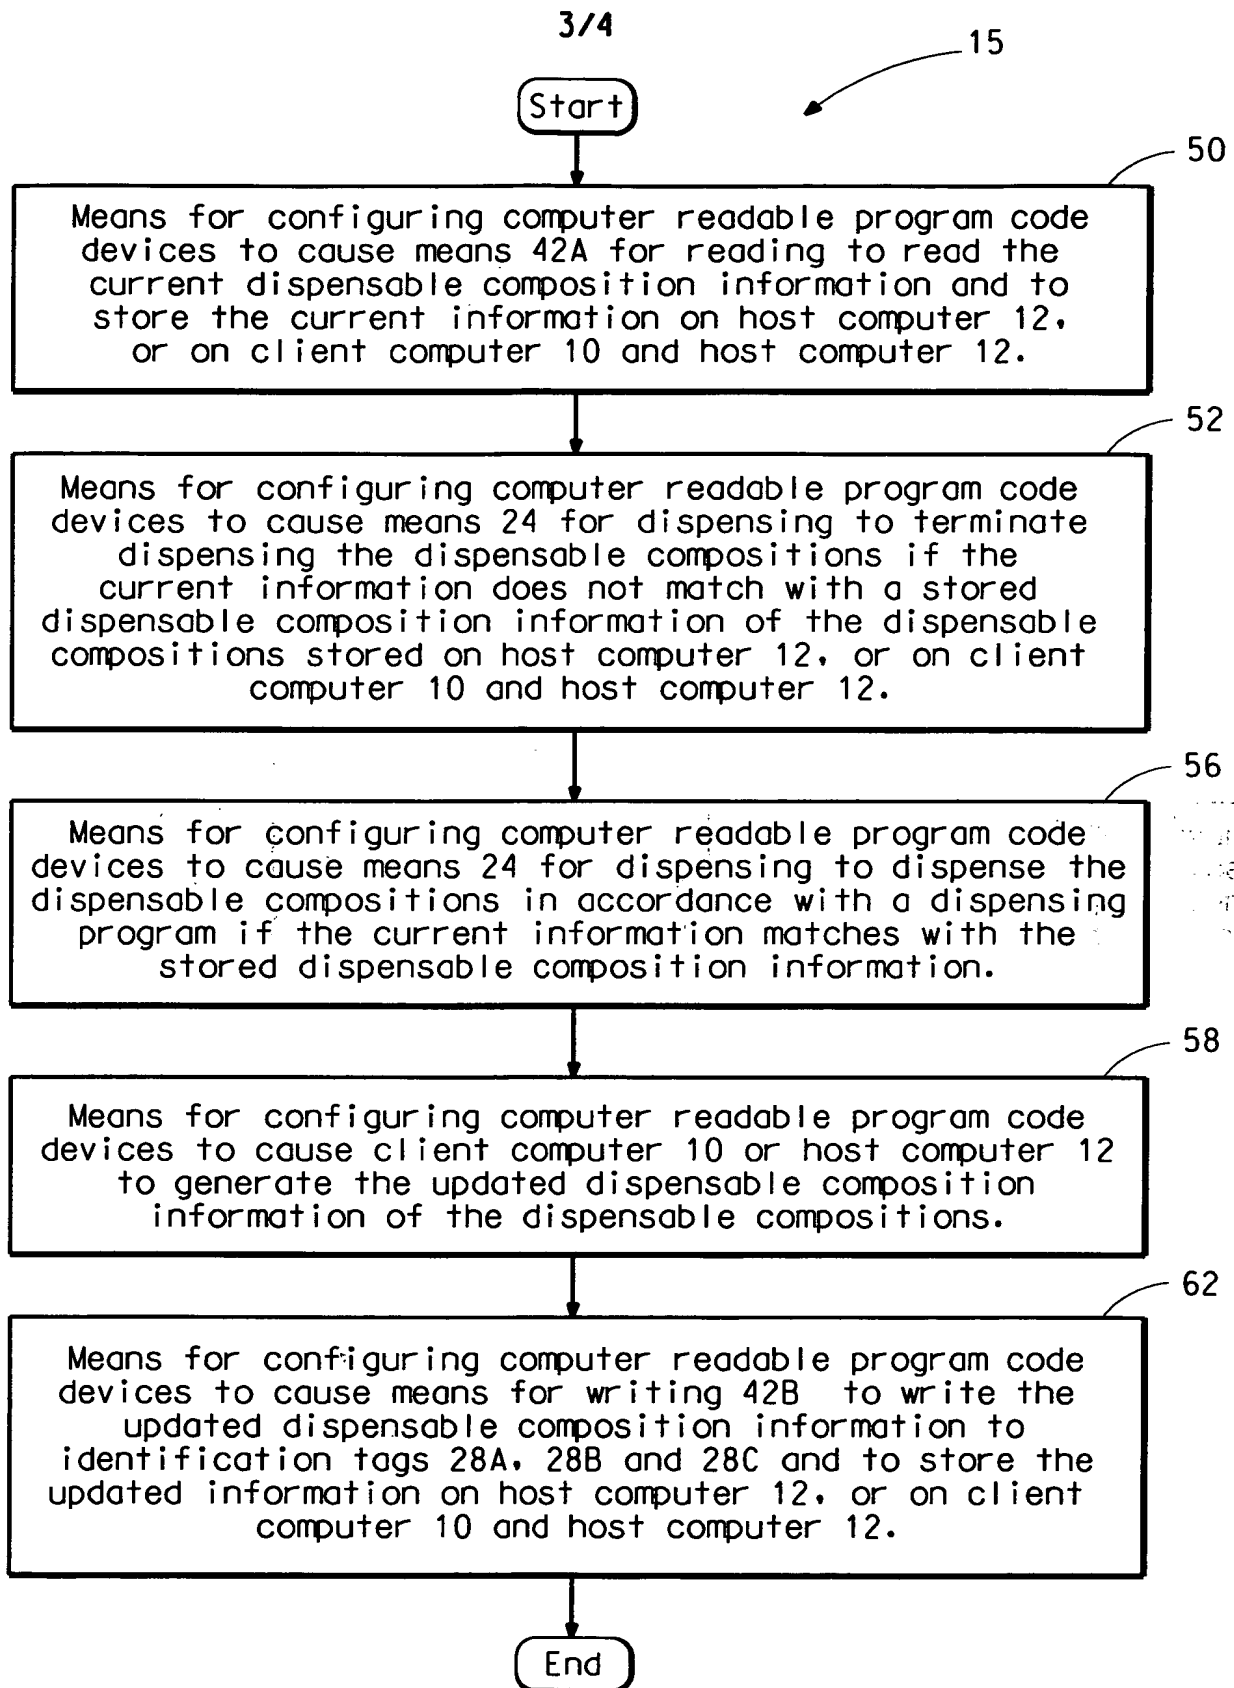 3/4
15
Start
50
Means for configuring computer readable program code
devices to cause means 42A for reading to read the
current dispensable composition information and to
store the current information on host computer 12,
or on client computer 10 and host computer 12.
52
Means for configuring computer readable program code
devices to cause means 24 for dispensing to terminate
dispensing the dispensable compositions if the
current information does not match with a stored
dispensable composition information of the dispensable
compositions stored on host computer 12, or on client
computer 10 and host computer 12.
56
Means for configuring computer readable program code
devices to cause means 24 for dispensing to dispense the
dispensable compositions in accordance with a dispensing
program if the current information matches with the
stored dispensable composition information.
58
Means for configuring computer readable program code
devices to cause client computer 10 or host computer 12
to generate the updated dispensable composition
information of the dispensable compositions.
62
Means for configuring computer readable program code
devices to cause means for writing 42B to write the
updated dispensable composition information to
identification tags 28A, 28B and 28C and to store the
updated information on host computer 12, or on client
computer 10 and host computer 12.
End